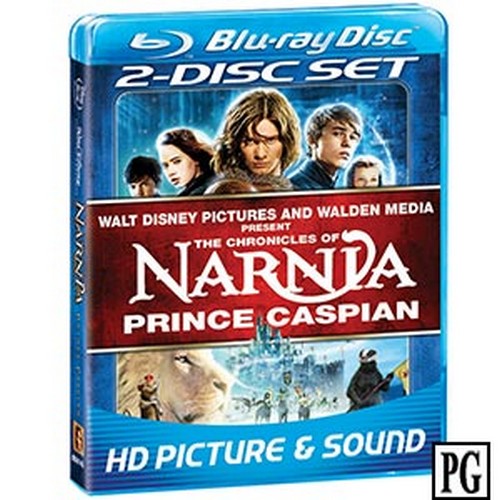 Blu-ray Disc
2-DISC SET
WALT DISNEY PICTURES AND WALDEN MEDIA
PRESENT
THE CHRONICLES OF
NARNIA
PRINCE CASPIAN
HD PICTURE & SOUND
NARNIA
PG